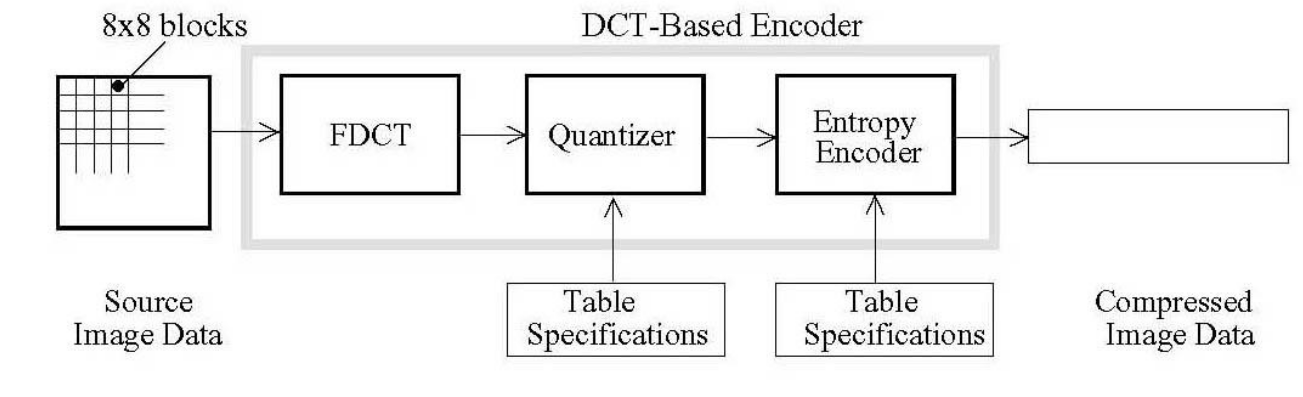 8x8 blocks
DCT-Based Encoder
FDCT
Quantizer
Entropy
Encoder
Source
Image Data
Table
Specifications
Table
Specifications
Compressed
Image Data